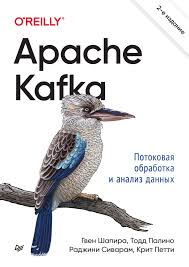 O'REILLY®
2-е издание
Apache
Kafka
Потоковая
обработка
и анализ
данных
Гвен Шапира, Тодд Палино
Раджини Сиварам, Крит Петти